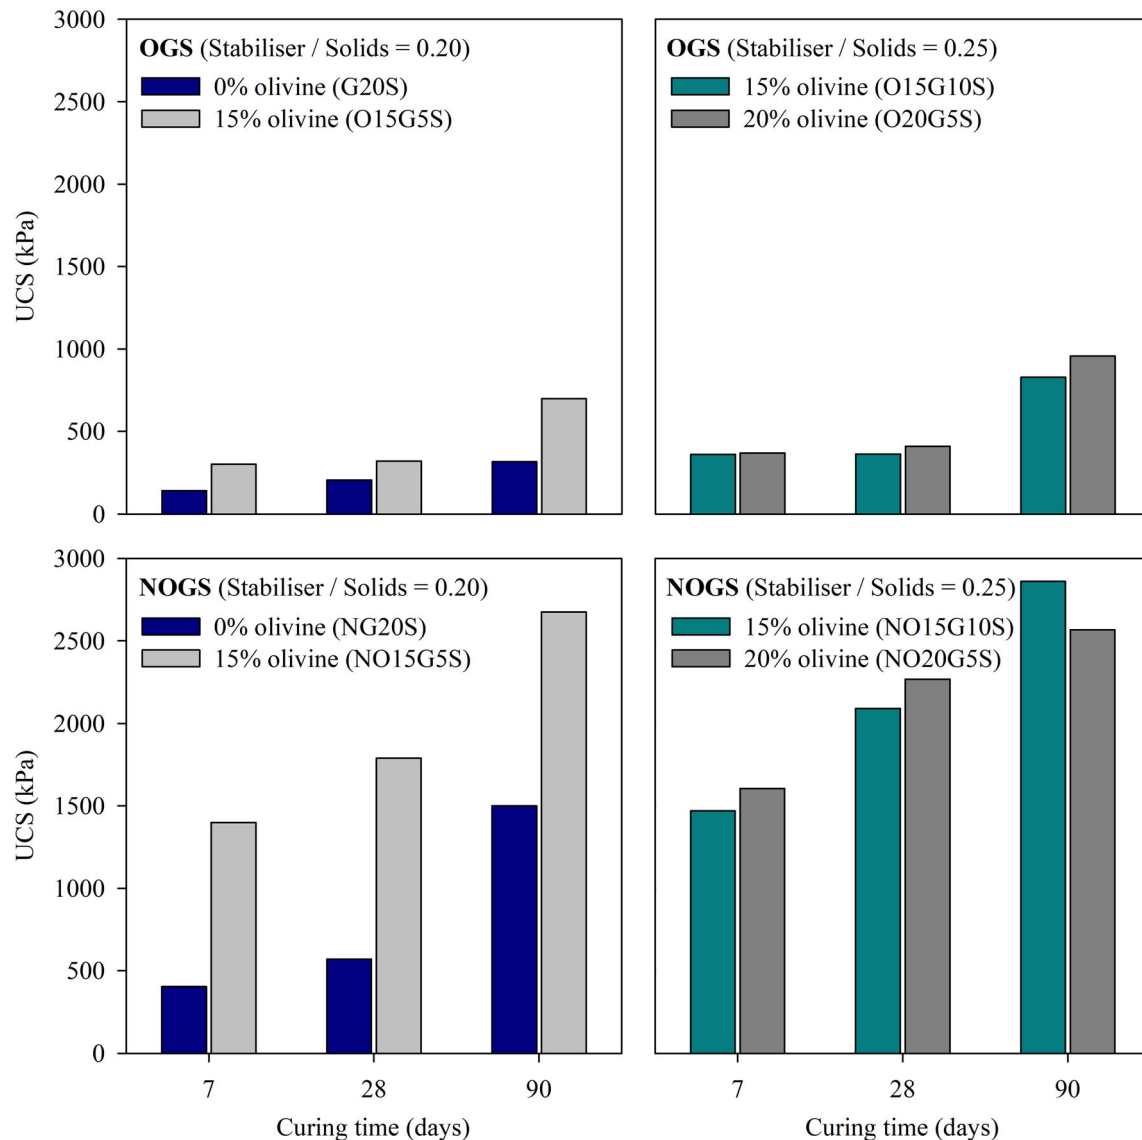 3000
2500
2000
1500
1000
500
0
UCS (kPa)
OGS (Stabiliser / Solids = 0.20)
0% olivine (G20S)
15% olivine (O15G5S)
OGS (Stabiliser / Solids = 0.25)
15% olivine (O15G10S)
20% olivine (O20G5S)
3000
2500
2000
1500
1000
500
0
UCS (kPa)
NOGS (Stabiliser / Solids = 0.20)
0% olivine (NG20S)
15% olivine (NO15G5S)
7 28 90
Curing time (days)
NOGS (Stabiliser / Solids = 0.25)
15% olivine (NO15G10S)
20% olivine (NO20G5S)
7 28 90
Curing time (days)